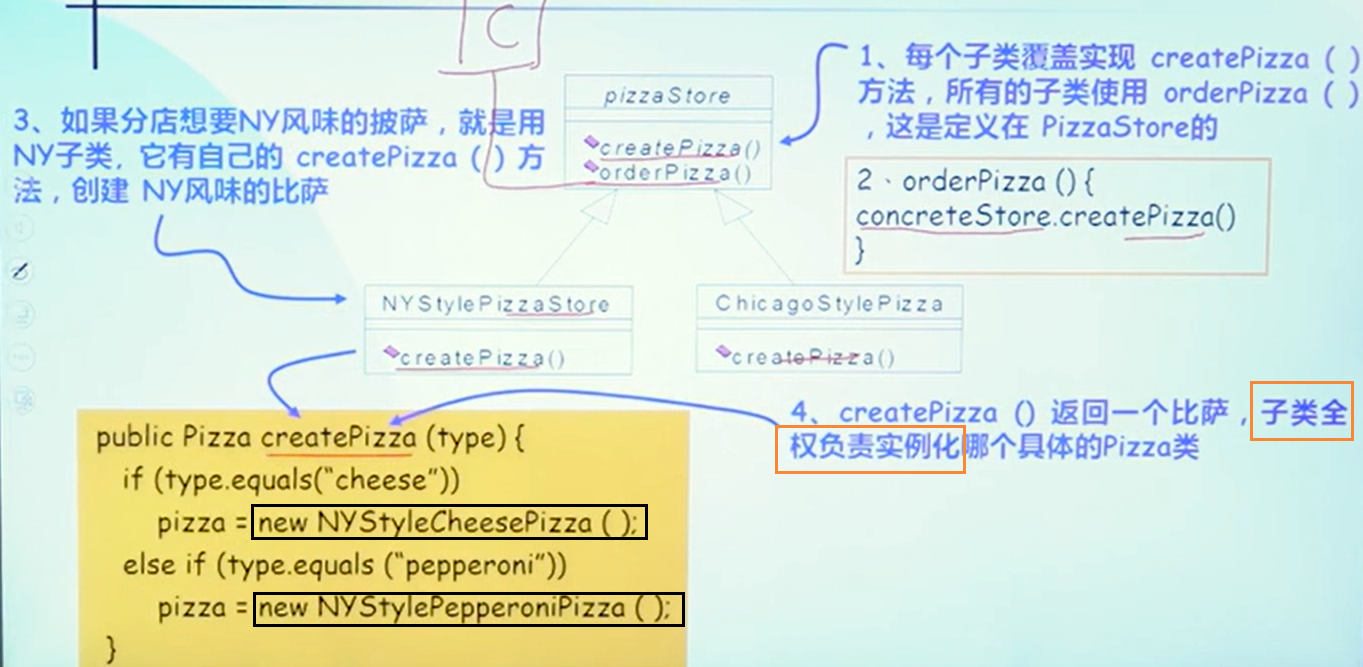 C
pizzaStore
createPizza()
orderPizza()
1、每个子类覆盖实现 createPizza ( )
方法，所有的子类使用 orderPizza ( )
，这是定义在 PizzaStore的
3、如果分店想要NY风味的披萨，就是用
NY子类，它有自己的 createPizza ( ) 方
法，创建 NY风味的比萨
2、orderPizza () {
concreteStore.createPizza()
}
NYStylePizzaStore
createPizza()
ChicagoStylePizza
createPizza()
4、createPizza () 返回一个比萨，子类全
权负责实例化哪个具体的Pizza类
public Pizza createPizza (type) {
if (type.equals(“cheese”))
pizza = new NYStyleCheesePizza ( );
else if (type.equals (“pepperoni”))
pizza = new NYStylePepperoniPizza ( );
}